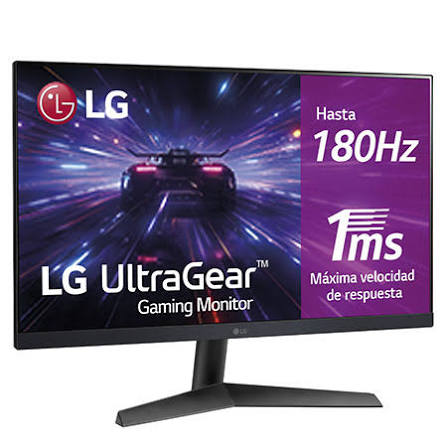 LG
Hasta
180Hz
1ms
Máxima velocidad
de respuesta
LG UltraGear™
Gaming Monitor
LG